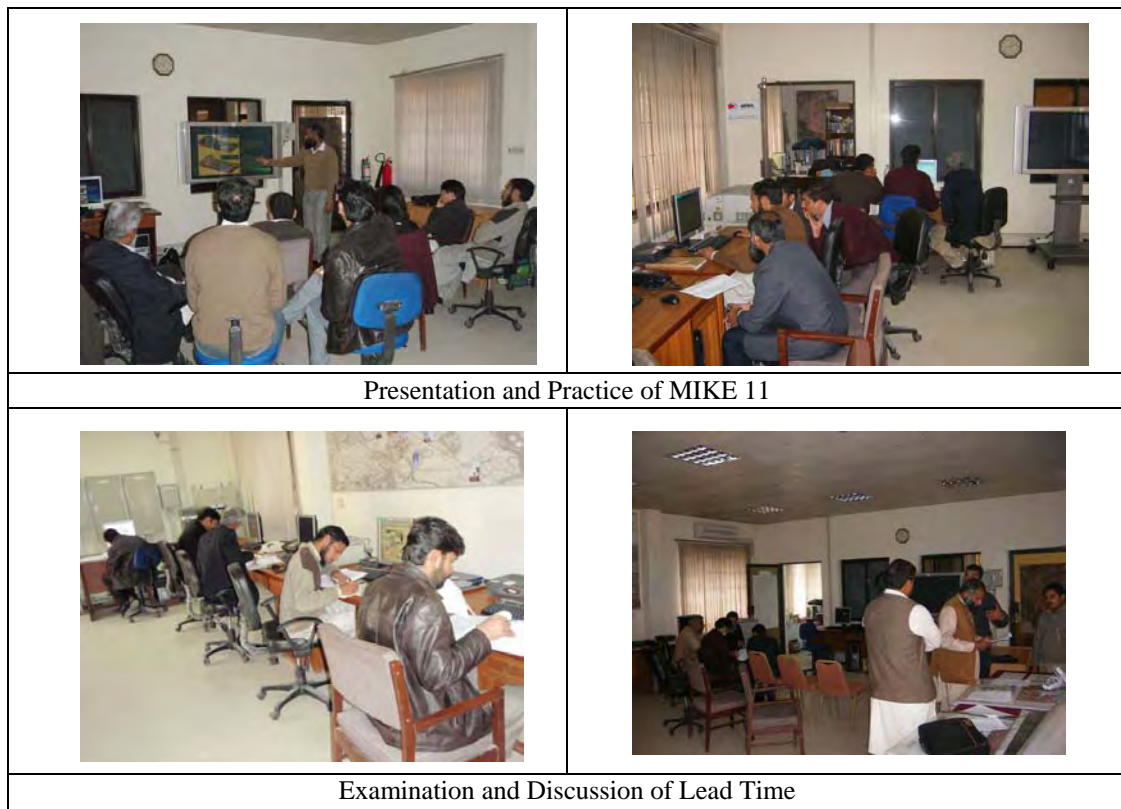 Presentation and Practice of MIKE 11
Examination and Discussion of Lead Time